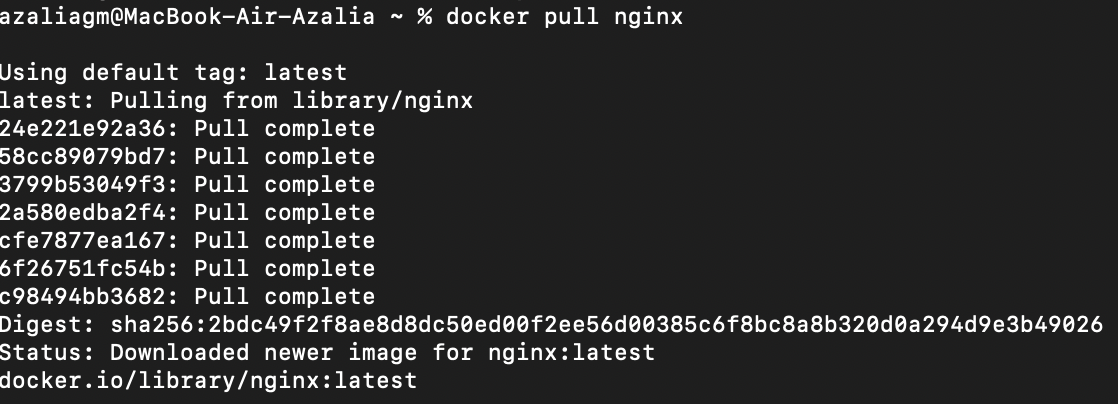 azaliagm@MacBook-Air-Azalia ~ % docker pull nginx
Using default tag: latest
latest: Pulling from library/nginx
24e221e92a36: Pull complete
58cc89079bd7: Pull complete
3799b53049f3: Pull complete
2a580edba2f4: Pull complete
cfe7877ea167: Pull complete
6f26751fc54b: Pull complete
c98494bb3682: Pull complete
Digest: sha256:2bdc49f2f8ae8d8dc50ed00f2ee56d00385c6f8bc8a8b320d0a294d9e3b49026
Status: Downloaded newer image for nginx:latest
docker.io/library/nginx:latest